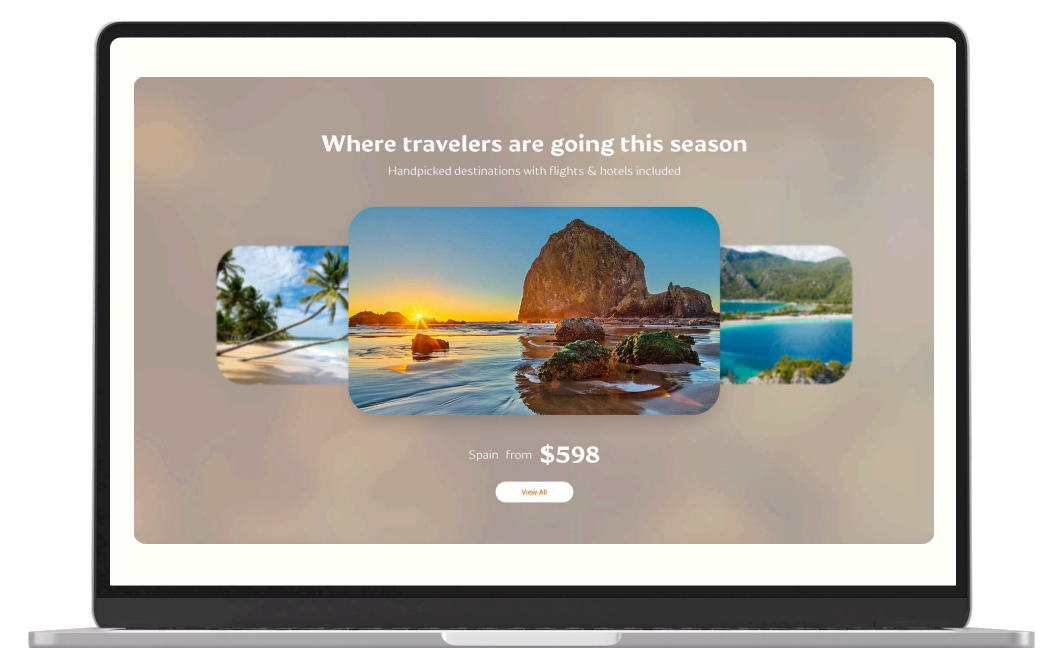 Where travelers are going this season
Handpicked destinations with flights & hotels included
Spain from $598
View All